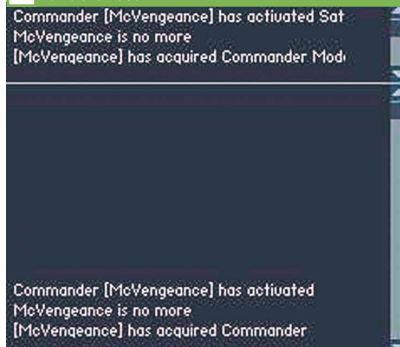 Commander [McVengeance] has activated Sat
McVengeance is no more
[McVengeance] has acquired Commander Mod
Commander [McVengeance] has activated
McVengeance is no more
[McVengeance] has acquired Commander